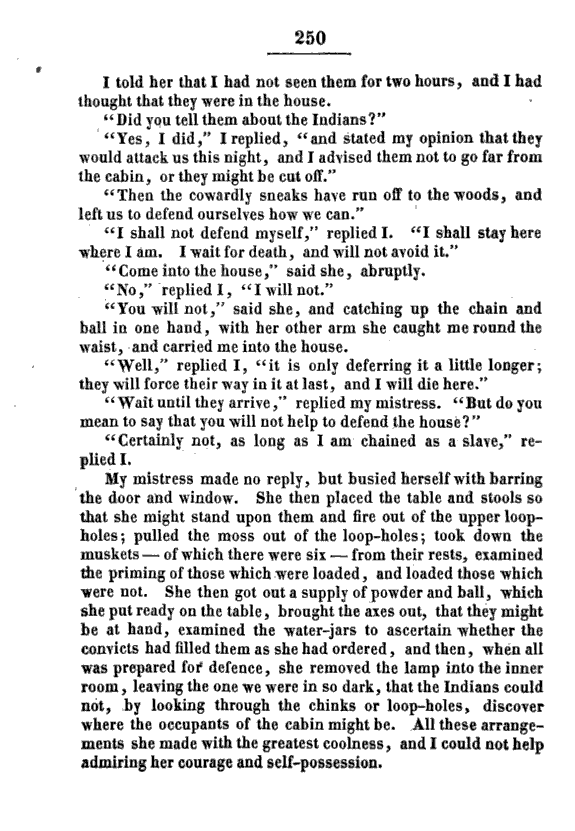 250
I told her that I had not seen them for two hours, and I had
thought that they were in the house.
“Did you tell them about the Indians?”
“Yes, I did,” I replied, “and stated my opinion that they
would attack us this night, and I advised them not to go far from
the cabin, or they might be cut off.”
“Then the cowardly sneaks have run off to the woods, and
left us to defend ourselves how we can.”
“I shall not defend myself,” replied I. “I shall stay here
where I am. I wait for death, and will not avoid it.”
“Come into the house,” said she, abruptly.
“No,” replied I, “I will not.”
“You will not,” said she, and catching up the chain and
ball in one hand, with her other arm she caught me round the
waist, and carried me into the house.
“Well,” replied I, “it is only deferring it a little longer;
they will force their way in it at last, and I will die here.”
“Wait until they arrive,” replied my mistress. “But do you
mean to say that you will not help to defend the house?”
“Certainly not, as long as I am chained as a slave,” re-
plied I.
My mistress made no reply, but busied herself with barring
the door and window. She then placed the table and stools so
that she might stand upon them and fire out of the upper loop-
holes; pulled the moss out of the loop-holes; took down the
muskets — of which there were six — from their rests, examined
the priming of those which were loaded, and loaded those which
were not. She then got out a supply of powder and ball, which
she put ready on the table, brought the axes out, that they might
be at hand, examined the water-jars to ascertain whether the
convicts had filled them as she had ordered, and then, when all
was prepared for defence, she removed the lamp into the inner
room, leaving the one we were in so dark, that the Indians could
not, by looking through the chinks or loop-holes, discover
where the occupants of the cabin might be. All these arrange-
ments she made with the greatest coolness, and I could not help
admiring her courage and self-possession.